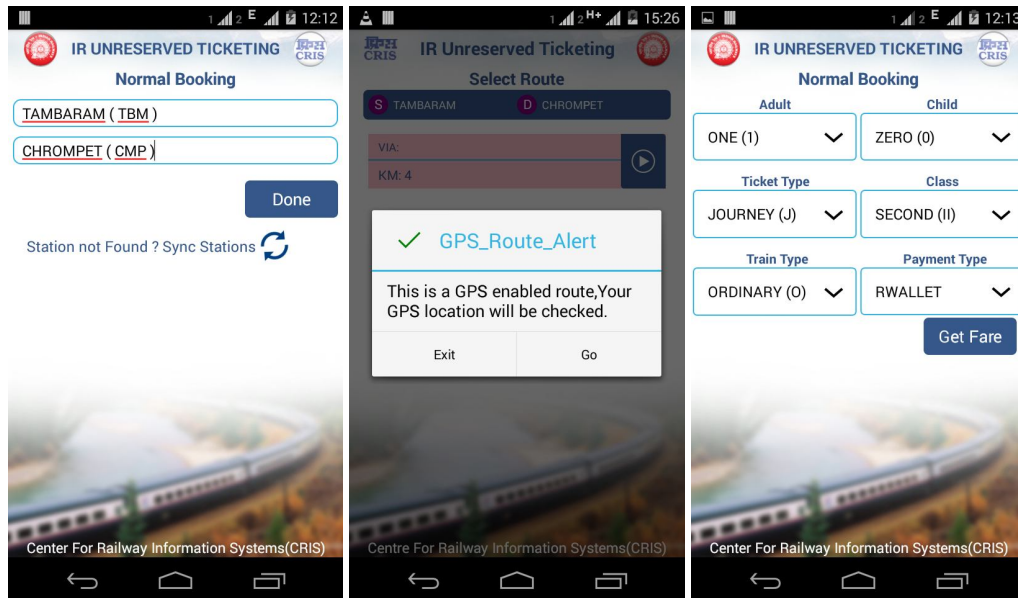 1 2 E 12:12
IR UNRESERVED TICKETING
क्रिस
CRIS
Normal Booking
TAMBARAM ( TBM )
CHROMPET ( CMP )
Done
Station not Found ? Sync Stations
Center For Railway Information Systems(CRIS)
1 2 H+ 15:26
क्रिस
CRIS
IR Unreserved Ticketing
Select Route
S TAMBARAM D CHROMPET
VIA:
KM: 4
GPS_Route_Alert
This is a GPS enabled route,Your
GPS location will be checked.
Exit Go
Centre For Railway Information Systems(CRIS)
1 2 E 12:13
IR UNRESERVED TICKETING
क्रिस
CRIS
Normal Booking
Adult Child
ONE (1) ZERO (0)
Ticket Type Class
JOURNEY (J) SECOND (II)
Train Type Payment Type
ORDINARY (O) RWALLET
Get Fare
Center For Railway Information Systems(CRIS)